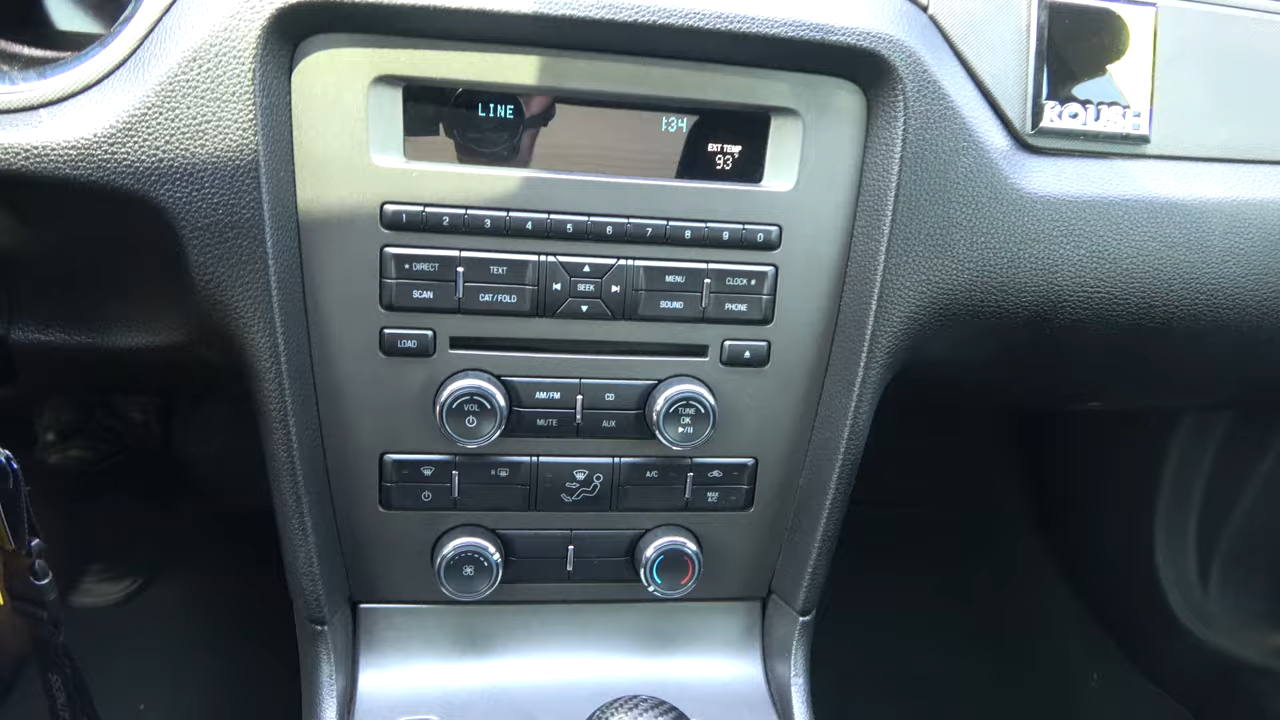 LINE
1:34
EXT TEMP
93°F
ROUSH
1 2 3 4 5 6 7 8 9 0
* DIRECT TEXT SEEK MENU CLOCK #
SCAN CAT/FOLD SOUND PHONE
LOAD
VOL AM/FM CD TUNE
OK
MUTE AUX
R A/C
MAX
A/C